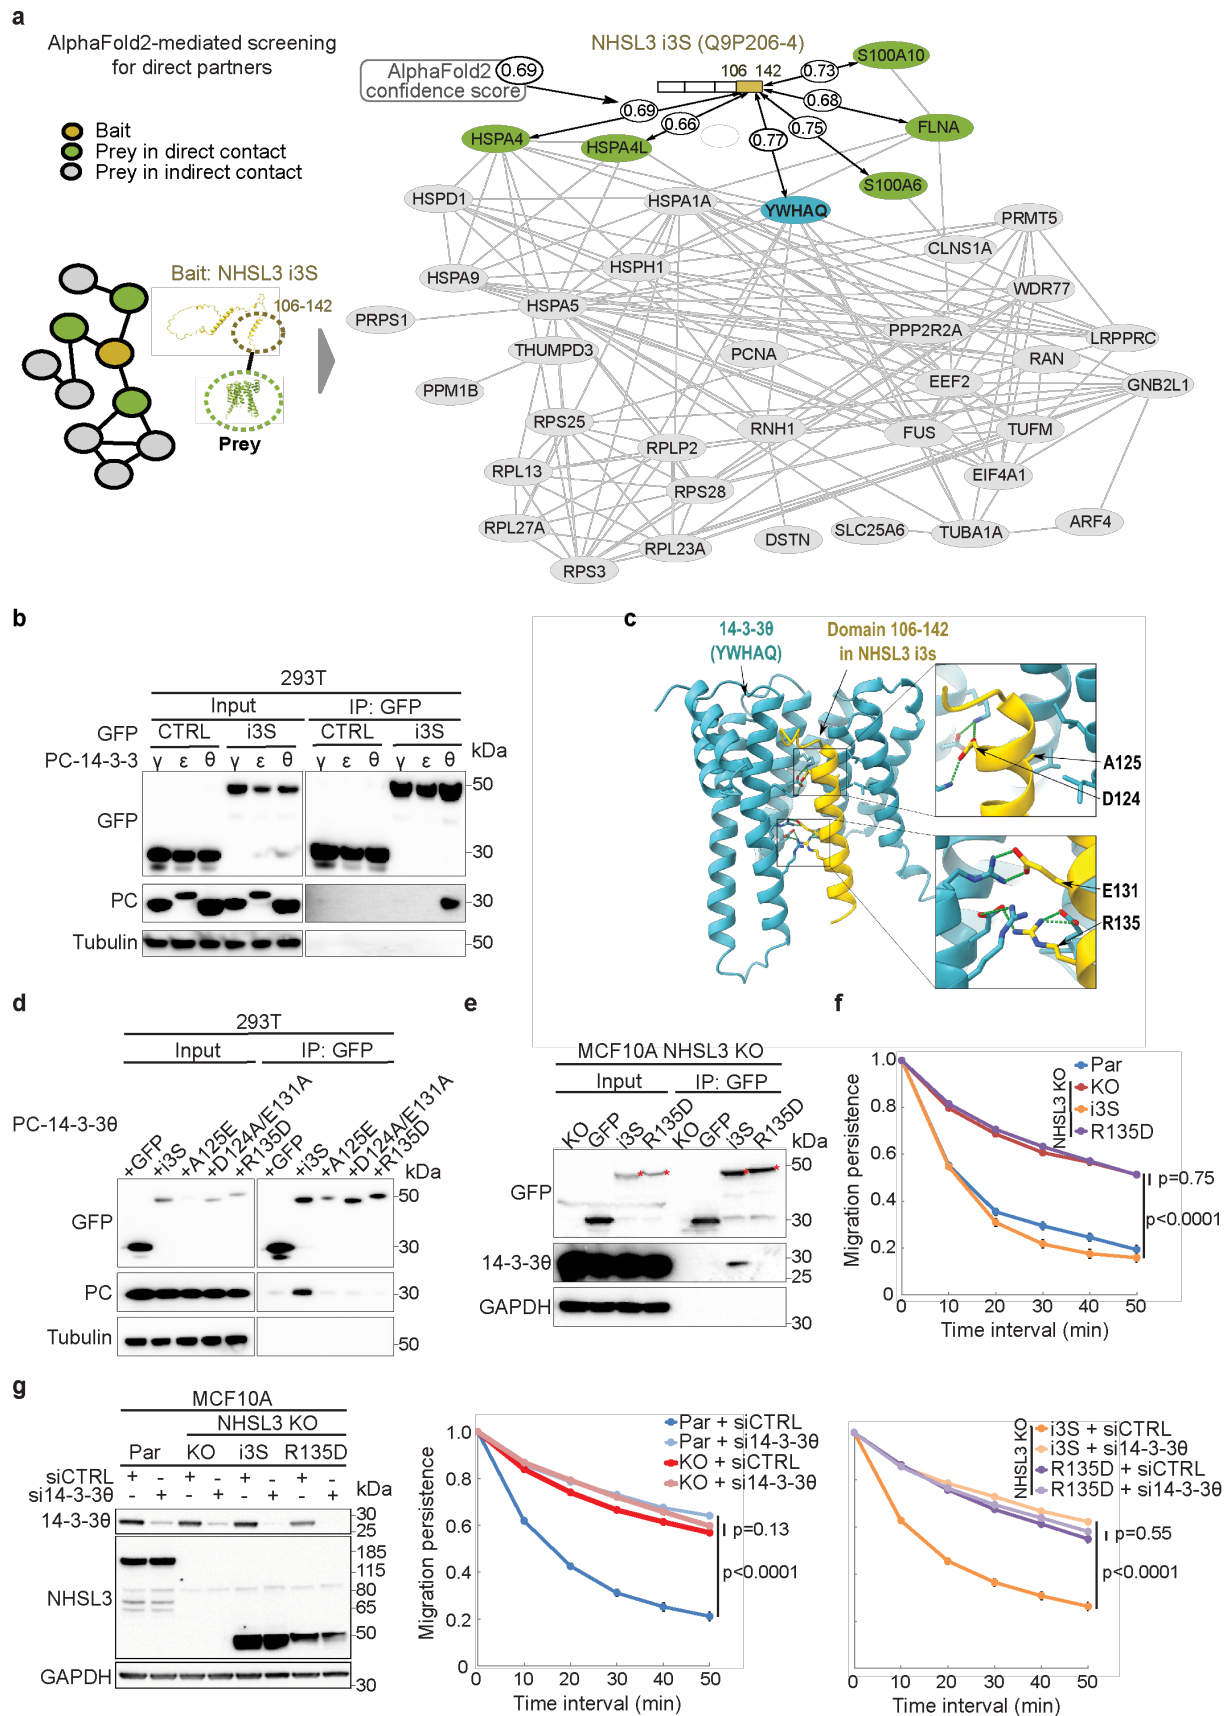 a
AlphaFold2-mediated screening
for direct partners
NHSL3 i3S (Q9P206-4)
AlphaFold2
confidence score
0.69
106 142
0.73
S100A10
0.69
0.68
0.66
0.75
0.77
HSPA4
HSPA4L
FLNA
S100A6
YWHAQ
Bait
Prey in direct contact
Prey in indirect contact
HSPD1
HSPA1A
PRMT5
CLNS1A
HSPA9
HSPH1
WDR77
HSPA5
PRPS1
PPP2R2A
LRPPRC
THUMPD3
PCNA
RAN
PPM1B
EEF2
GNB2L1
RPS25
RNH1
FUS
TUFM
RPLP2
RPL13
EIF4A1
RPS28
RPL27A
DSTN
SLC25A6
TUBA1A
ARF4
RPL23A
RPS3
Bait: NHSL3 i3S
106-142
Prey
b
293T
Input IP: GFP
GFP CTRL i3S CTRL i3S
kDa
PC-14-3-3 γ ε θ γ ε θ γ ε θ γ ε θ
GFP
50
30
PC
30
Tubulin
50
c
14-3-3θ
(YWHAQ)
Domain 106-142
in NHSL3 i3s
A125
D124
E131
R135
d
293T
Input IP: GFP
PC-14-3-3θ
+GFP +i3S +A125E +D124A/E131A +R135D +GFP +i3S +A125E +D124A/E131A +R135D
kDa
GFP
50
30
PC
30
Tubulin
50
e
MCF10A NHSL3 KO
Input IP: GFP
KO GFP i3S R135D KO GFP i3S R135D
kDa
GFP
50
30
* * * *
14-3-3θ
30
25
GAPDH
30
f
Migration persistence
1.0
0.8
0.6
0.4
0.2
0 10 20 30 40 50
Time interval (min)
Par
NHSL3 KO
KO
i3S
R135D
p=0.75
p<0.0001
g
MCF10A
NHSL3 KO
Par KO i3S R135D
siCTRL + - + - + - + -
si14-3-3θ - + - + - + - +
kDa
14-3-3θ
30
25
NHSL3
185
115
80
65
50
GAPDH
30
Migration persistence
1.0
0.8
0.6
0.4
0.2
0
0 10 20 30 40 50
Time interval (min)
Par + siCTRL
Par + si14-3-3θ
KO + siCTRL
KO + si14-3-3θ
p=0.13
p<0.0001
1.0
0.8
0.6
0.4
0.2
0
0 10 20 30 40 50
Time interval (min)
NHSL3 KO
i3S + siCTRL
i3S + si14-3-3θ
R135D + siCTRL
R135D + si14-3-3θ
p=0.55
p<0.0001